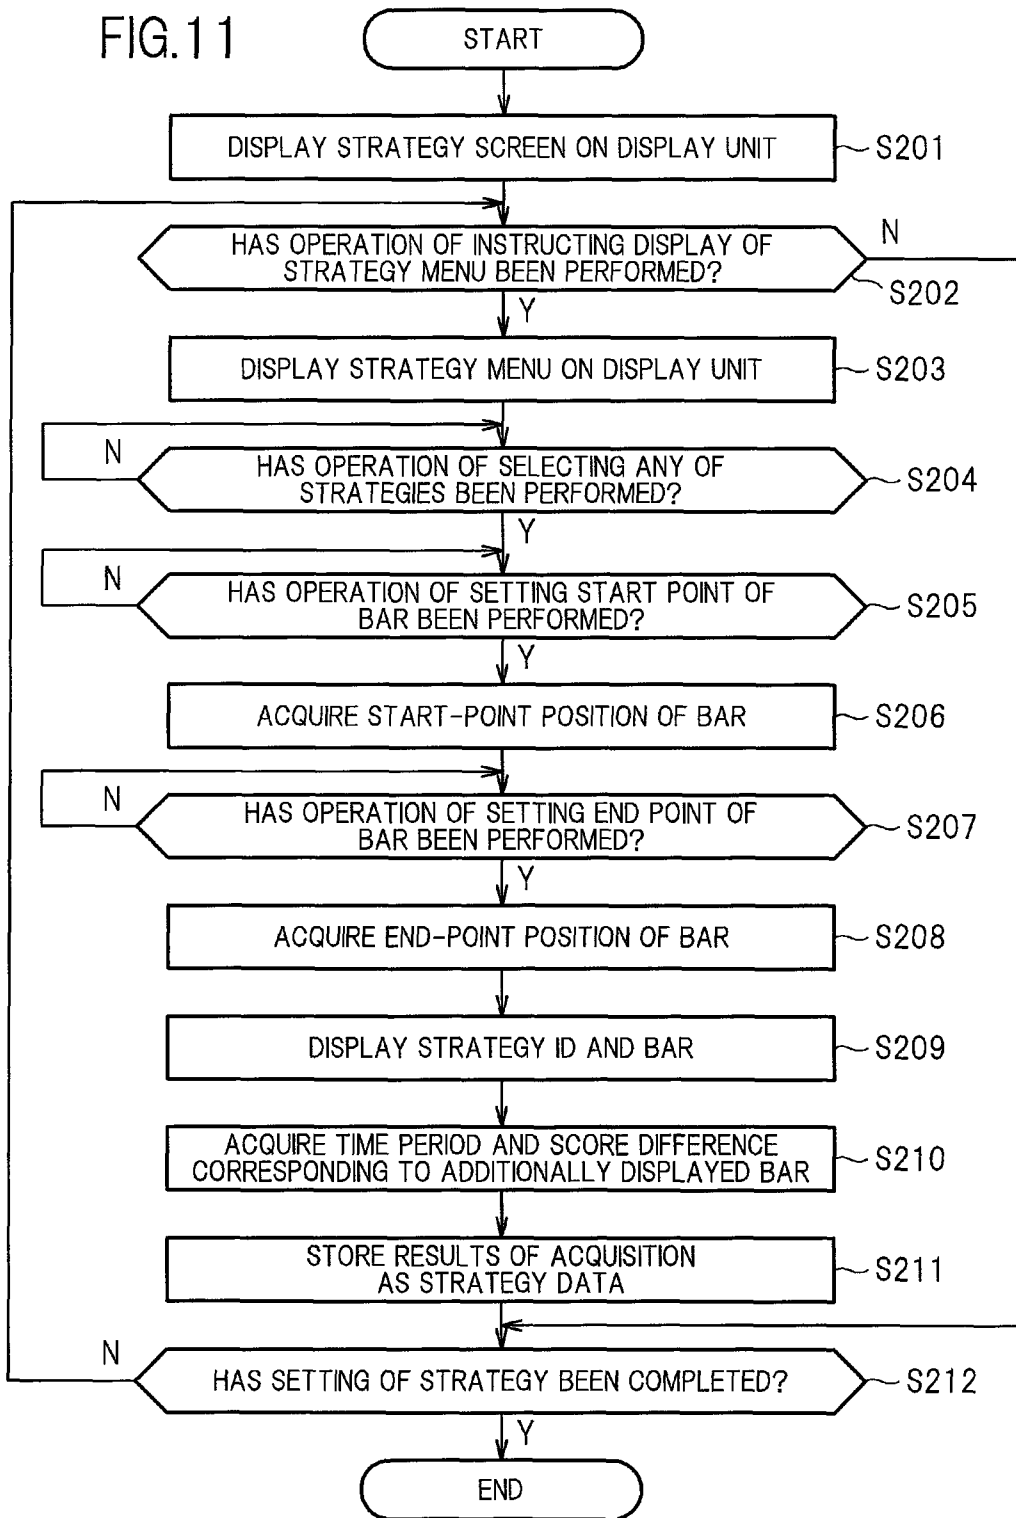 FIG.11
START
DISPLAY STRATEGY SCREEN ON DISPLAY UNIT
S201
HAS OPERATION OF INSTRUCTING DISPLAY OF
STRATEGY MENU BEEN PERFORMED?
N
S202
Y
DISPLAY STRATEGY MENU ON DISPLAY UNIT
S203
N
HAS OPERATION OF SELECTING ANY OF
STRATEGIES BEEN PERFORMED?
S204
Y
N
HAS OPERATION OF SETTING START POINT OF
BAR BEEN PERFORMED?
S205
Y
ACQUIRE START-POINT POSITION OF BAR
S206
N
HAS OPERATION OF SETTING END POINT OF
BAR BEEN PERFORMED?
S207
Y
ACQUIRE END-POINT POSITION OF BAR
S208
DISPLAY STRATEGY ID AND BAR
S209
ACQUIRE TIME PERIOD AND SCORE DIFFERENCE
CORRESPONDING TO ADDITIONALLY DISPLAYED BAR
S210
STORE RESULTS OF ACQUISITION
AS STRATEGY DATA
S211
N
HAS SETTING OF STRATEGY BEEN COMPLETED?
S212
Y
END